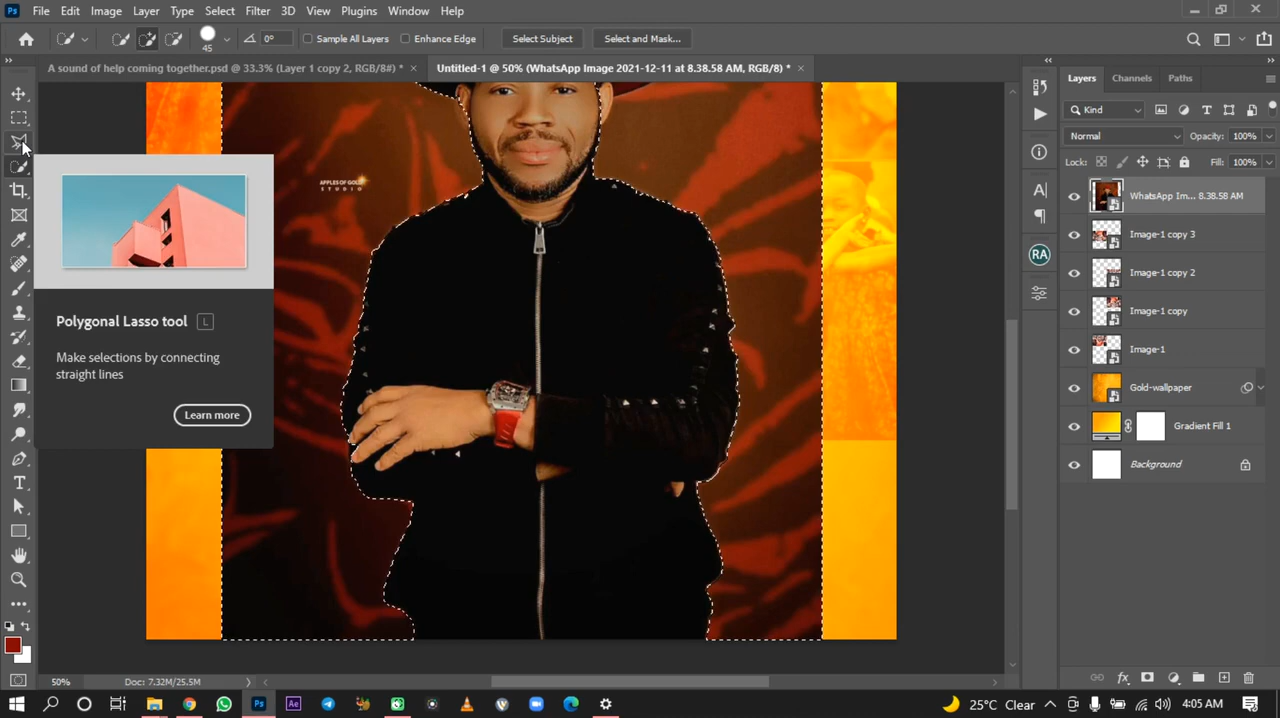 Ps File Edit Image Layer Type Select Filter 3D View Plugins Window Help
45 0° Sample All Layers Enhance Edge Select Subject Select and Mask...
A sound of help coming together.psd @ 33.3% (Layer 1 copy 2, RGB/8#) * × Untitled-1 @ 50% (WhatsApp Image 2021-12-11 at 8.38.58 AM, RGB/8) * ×
Layers Channels Paths
Kind
Normal Opacity: 100%
Lock: Fill: 100%
WhatsApp Im... 8.38.58 AM
Image-1 copy 3
Image-1 copy 2
Image-1 copy
Image-1
Gold-wallpaper
Gradient Fill 1
Background
RA
APPLES OF GOLD
STUDIO
Polygonal Lasso tool L
Make selections by connecting
straight lines
Learn more
50% Doc: 7.32M/25.5M
Ps Ae 25°C Clear 4:05 AM